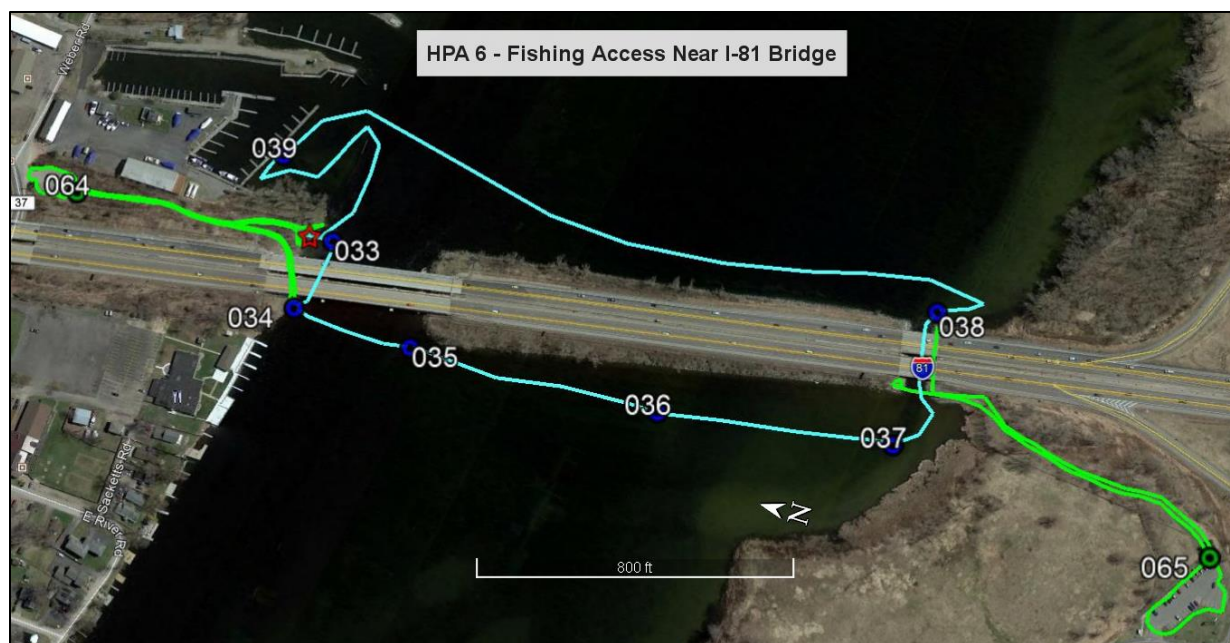 HPA 6 - Fishing Access Near I-81 Bridge
Weber Rd
039
064
37
033
034
035
038
81
036
037
Sacketts Rd
E River Rd
N
800 ft
065